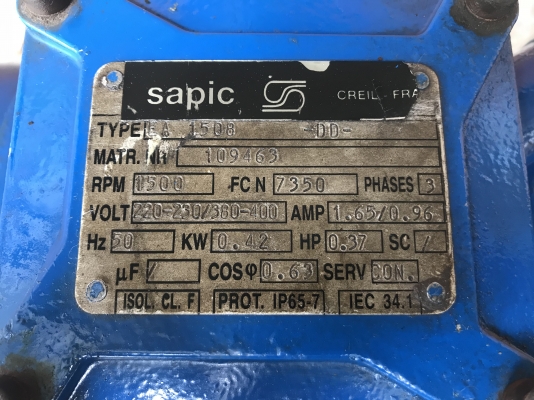 sapic
CREIL - FRA
TYPE 1508 -DD-
MATR. NR 109463
RPM 1500 FC N 7350 PHASES 3
VOLT 220-230/380-400 AMP 1.65/0.96
Hz 50 KW 0.42 HP 0.37 SC /
µF / COSφ 0.63 SERV CON.
ISOL. CL. F PROT. IP65-7 IEC 34.1